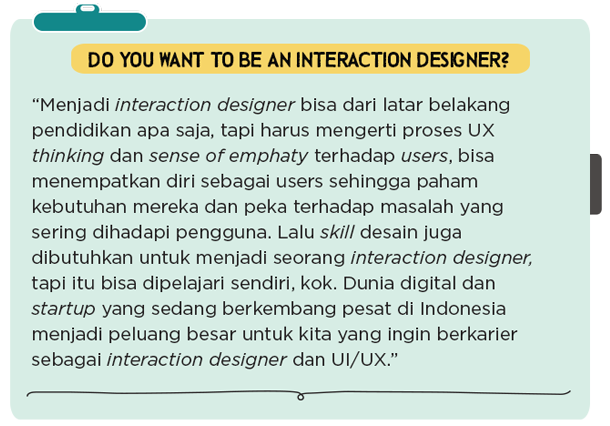 DO YOU WANT TO BE AN INTERACTION DESIGNER?
“Menjadi interaction designer bisa dari latar belakang
pendidikan apa saja, tapi harus mengerti proses UX
thinking dan sense of emphaty terhadap users, bisa
menempatkan diri sebagai users sehingga paham
kebutuhan mereka dan peka terhadap masalah yang
sering dihadapi pengguna. Lalu skill desain juga
dibutuhkan untuk menjadi seorang interaction designer,
tapi itu bisa dipelajari sendiri, kok. Dunia digital dan
startup yang sedang berkembang pesat di Indonesia
menjadi peluang besar untuk kita yang ingin berkarier
sebagai interaction designer dan UI/UX.”